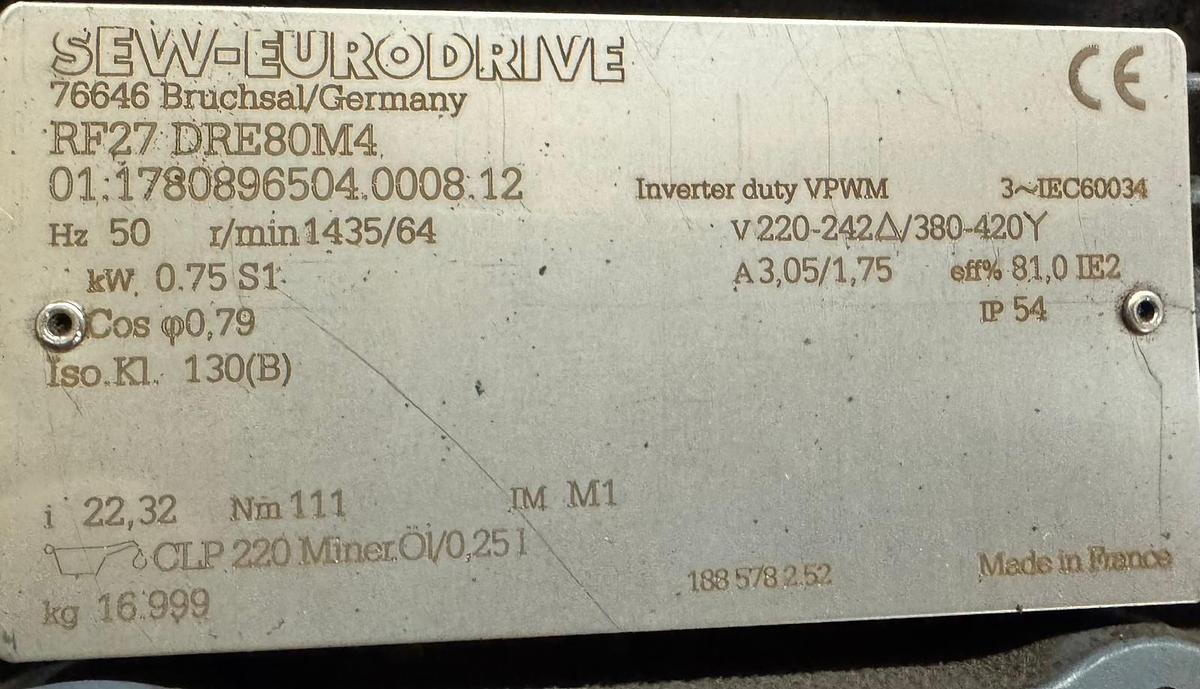 SEW-EURODRIVE CE
76646 Bruchsal/Germany
RF27 DRE80M4
01.1780896504.0008.12 Inverter duty VPWM 3~IEC60034
Hz 50 r/min 1435/64 V 220-242Δ/380-420Y
kW 0.75 S1 A 3,05/1,75 eff% 81,0 IE2
Cos φ0,79 IP 54
Iso.Kl. 130(B)
i 22,32 Nm 111 IM M1
CLP 220 Miner.Öl/0,25 l
188 578 2.52 Made in France
kg 16.999